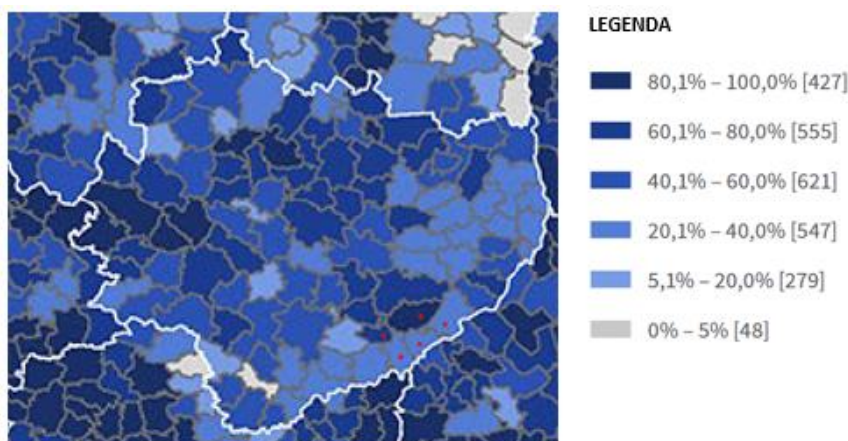 LEGENDA
80,1% – 100,0% [427]
60,1% – 80,0% [555]
40,1% – 60,0% [621]
20,1% – 40,0% [547]
5,1% – 20,0% [279]
0% – 5% [48]